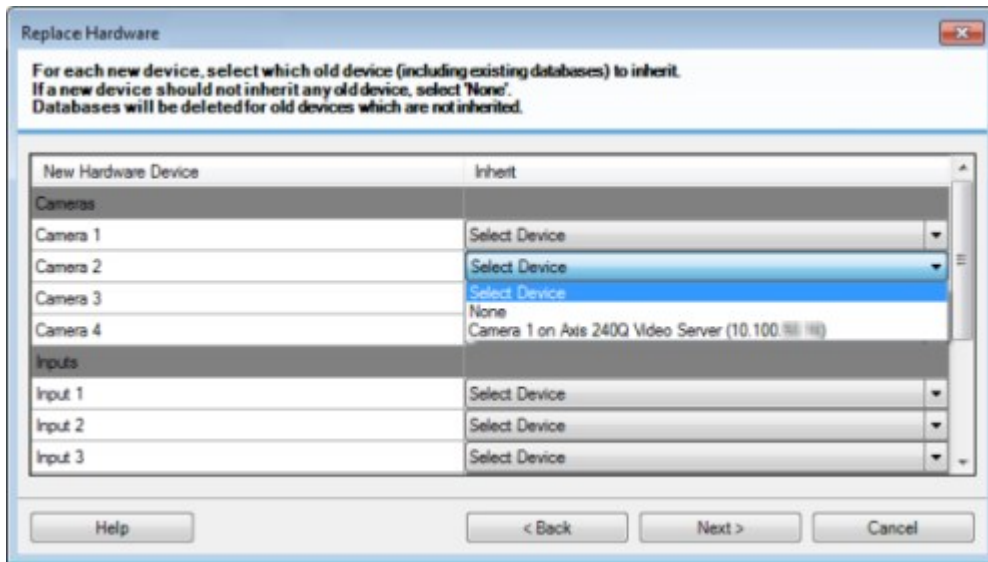 Replace Hardware
For each new device, select which old device (including existing databases) to inherit.
If a new device should not inherit any old device, select 'None'.
Databases will be deleted for old devices which are not inherited.
New Hardware Device Inherit
Cameras
Camera 1 Select Device
Camera 2 Select Device
Select Device
Camera 3
None
Camera 4 Camera 1 on Axis 240Q Video Server (10.100.
Inputs
Input 1 Select Device
Input 2 Select Device
Input 3 Select Device
Help < Back Next > Cancel